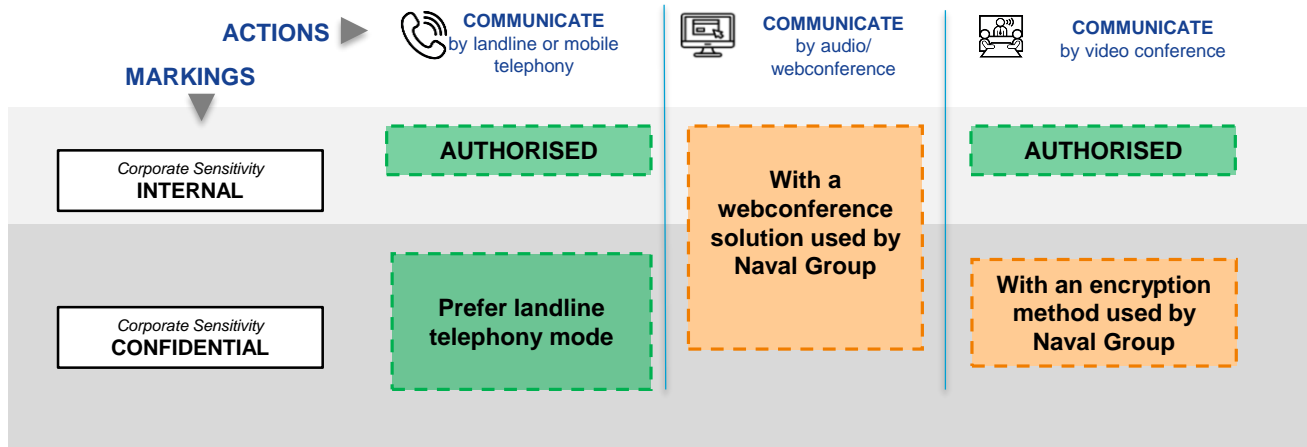 ACTIONS
COMMUNICATE
by landline or mobile
telephony
COMMUNICATE
by audio/
webconference
COMMUNICATE
by video conference
MARKINGS
Corporate Sensitivity
INTERNAL
AUTHORISED
With a
webconference
solution used by
Naval Group
AUTHORISED
Corporate Sensitivity
CONFIDENTIAL
Prefer landline
telephony mode
With an encryption
method used by
Naval Group